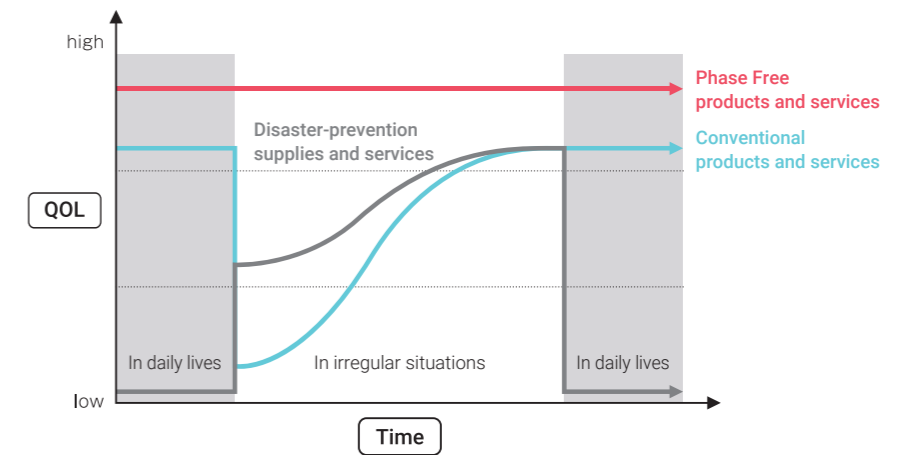 high
Phase Free
products and services
Disaster-prevention
supplies and services
Conventional
products and services
QOL
In daily lives
In irregular situations
In daily lives
low
Time